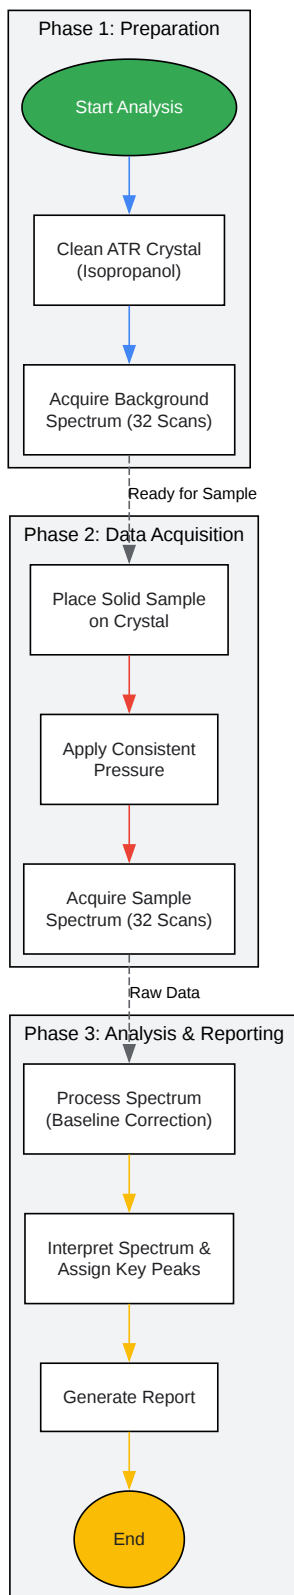 Phase 1: Preparation
Start Analysis
Clean ATR Crystal
(Isopropanol)
Acquire Background
Spectrum (32 Scans)
Ready for Sample
Phase 2: Data Acquisition
Place Solid Sample
on Crystal
Apply Consistent
Pressure
Acquire Sample
Spectrum (32 Scans)
Raw Data
Phase 3: Analysis & Reporting
Process Spectrum
(Baseline Correction)
Interpret Spectrum &
Assign Key Peaks
Generate Report
End